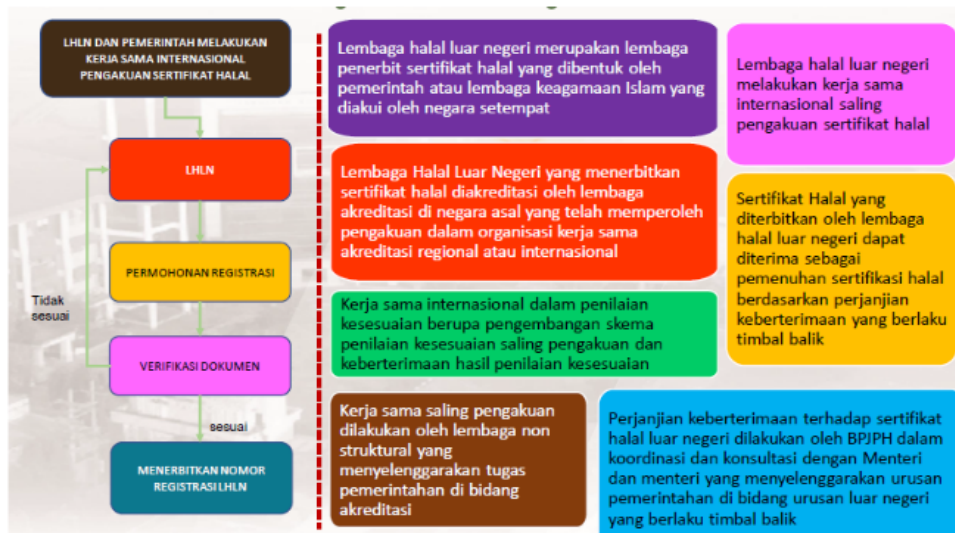 LHLN DAN PEMERINTAH MELAKUKAN
KERJA SAMA INTERNASIONAL
PENGAKUAN SERTIFIKAT HALAL
LHLN
PERMOHONAN REGISTRASI
Tidak
sesuai
VERIFIKASI DOKUMEN
sesuai
MENERBITKAN NOMOR
REGISTRASI LHLN
Lembaga halal luar negeri merupakan lembaga
penerbit sertifikat halal yang dibentuk oleh
pemerintah atau lembaga keagamaan Islam yang
diakui oleh negara setempat
Lembaga halal luar negeri
melakukan kerja sama
internasional saling
pengakuan sertifikat halal
Lembaga Halal Luar Negeri yang menerbitkan
sertifikat halal diakreditasi oleh lembaga
akreditasi di negara asal yang telah memperoleh
pengakuan dalam organisasi kerja sama
akreditasi regional atau internasional
Sertifikat Halal yang
diterbitkan oleh lembaga
halal luar negeri dapat
diterima sebagai
pemenuhan sertifikasi halal
berdasarkan perjanjian
keberterimaan yang berlaku
timbal balik
Kerja sama internasional dalam penilaian
kesesuaian berupa pengembangan skema
penilaian kesesuaian saling pengakuan dan
keberterimaan hasil penilaian kesesuaian
Kerja sama saling pengakuan
dilakukan oleh lembaga non
struktural yang
menyelenggarakan tugas
pemerintahan di bidang
akreditasi
Perjanjian keberterimaan terhadap sertifikat
halal luar negeri dilakukan oleh BPJPH dalam
koordinasi dan konsultasi dengan Menteri
dan menteri yang menyelenggarakan urusan
pemerintahan di bidang urusan luar negeri
yang berlaku timbal balik